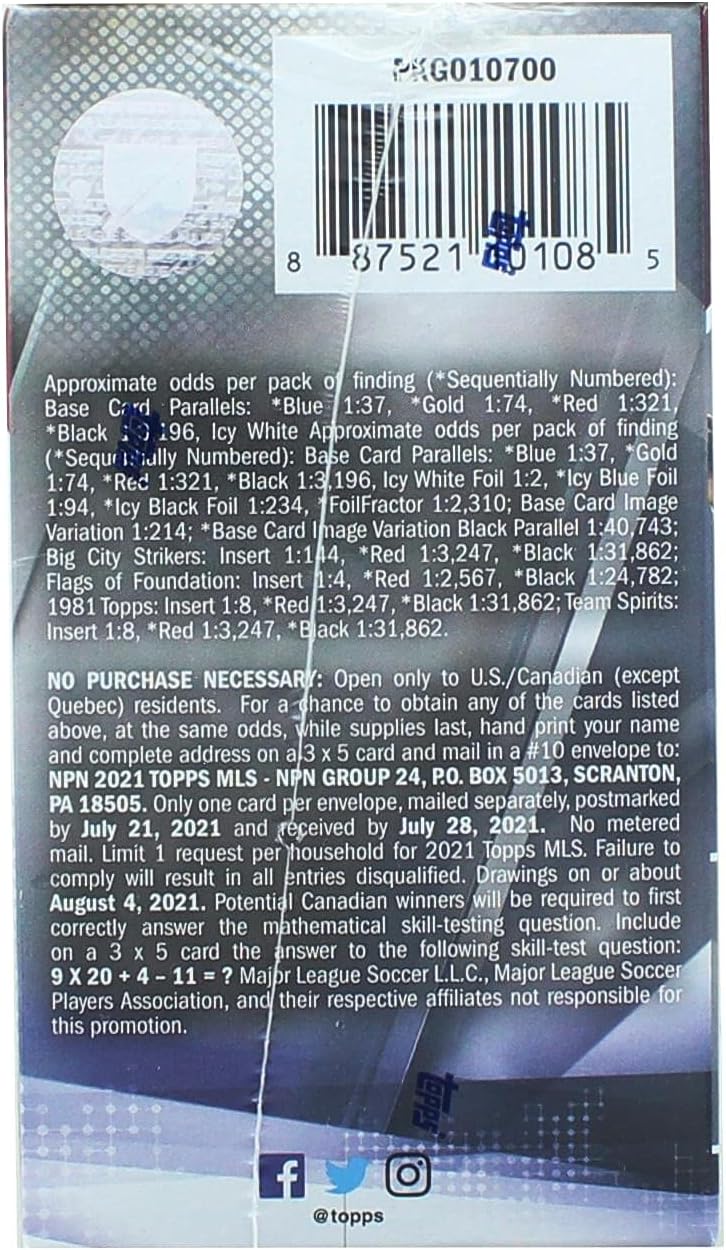 PKG010700
8 87521 0108 5
Approximate odds per pack of finding (*Sequentially Numbered):
Base Card Parallels: *Blue 1:37, *Gold 1:74, *Red 1:321,
*Black 196, Icy White Approximate odds per pack of finding
(*Sequentially Numbered): Base Card Parallels: *Blue 1:37, *Gold
1:74, *Red 1:321, *Black 1:3,196, Icy White Foil 1:2, *Icy Blue Foil
1:94, *Icy Black Foil 1:234, *FoilFractor 1:2,310; Base Card Image
Variation 1:214; *Base Card Image Variation Black Parallel 1:40,743;
Big City Strikers: Insert 1:144, *Red 1:3,247, *Black 1:31,862;
Flags of Foundation: Insert 1:4, *Red 1:2,567, *Black 1:24,782;
1981 Topps: Insert 1:8, *Red 1:3,247, *Black 1:31,862; Team Spirits:
Insert 1:8, *Red 1:3,247, *Black 1:31,862.
NO PURCHASE NECESSARY: Open only to U.S./Canadian (except
Quebec) residents. For a chance to obtain any of the cards listed
above, at the same odds, while supplies last, hand print your name
and complete address on a 3 x 5 card and mail in a #10 envelope to:
NPN 2021 TOPPS MLS - NPN GROUP 24, P.O. BOX 5013, SCRANTON,
PA 18505. Only one card per envelope, mailed separately, postmarked
by July 21, 2021 and received by July 28, 2021. No metered
mail. Limit 1 request per household for 2021 Topps MLS. Failure to
comply will result in all entries disqualified. Drawings on or about
August 4, 2021. Potential Canadian winners will be required to first
correctly answer the mathematical skill-testing question. Include
on a 3 x 5 card the answer to the following skill-test question:
9 X 20 + 4 – 11 = ? Major League Soccer L.L.C., Major League Soccer
Players Association, and their respective affiliates not responsible for
this promotion.
topps
@topps